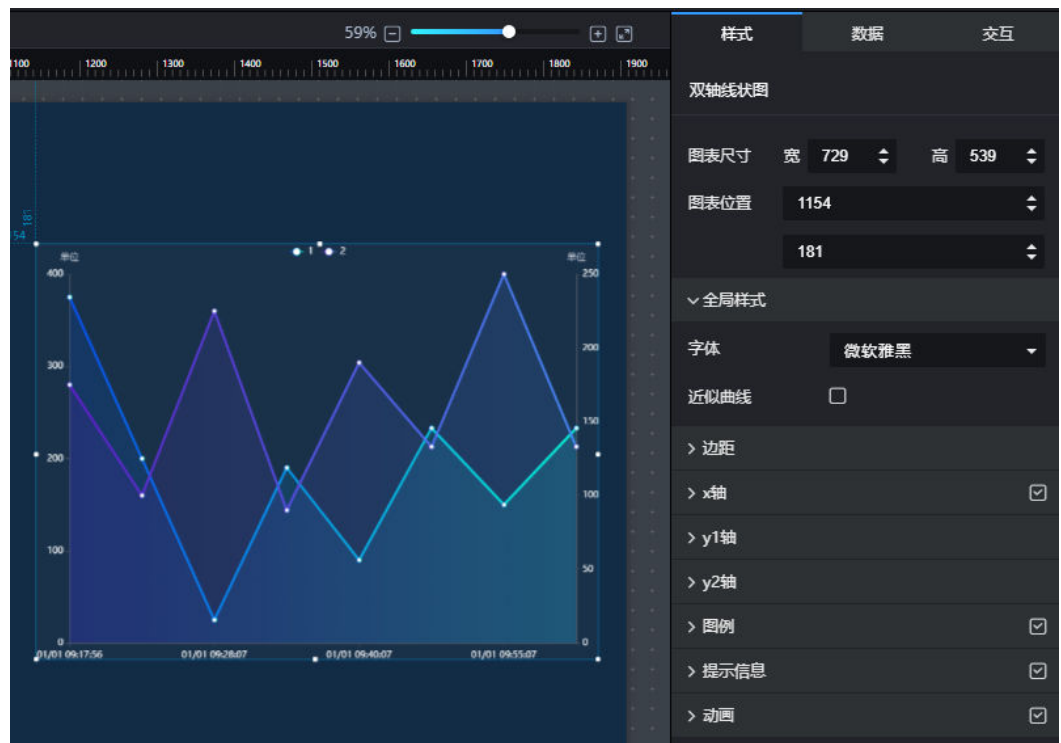 59%
样式 数据 交互
1100 1200 1300 1400 1500 1600 1700 1800 1900
双轴线状图
图表尺寸 宽 729 高 539
图表位置 1154
181
181
54
全局样式
字体 微软雅黑
近似曲线
边距
x轴
y1轴
y2轴
图例
提示信息
动画
1 2
单位 单位
400 250
300 200
200 150
100 100
50
0 0
01/01 09:17:56 01/01 09:28:07 01/01 09:40:07 01/01 09:55:07